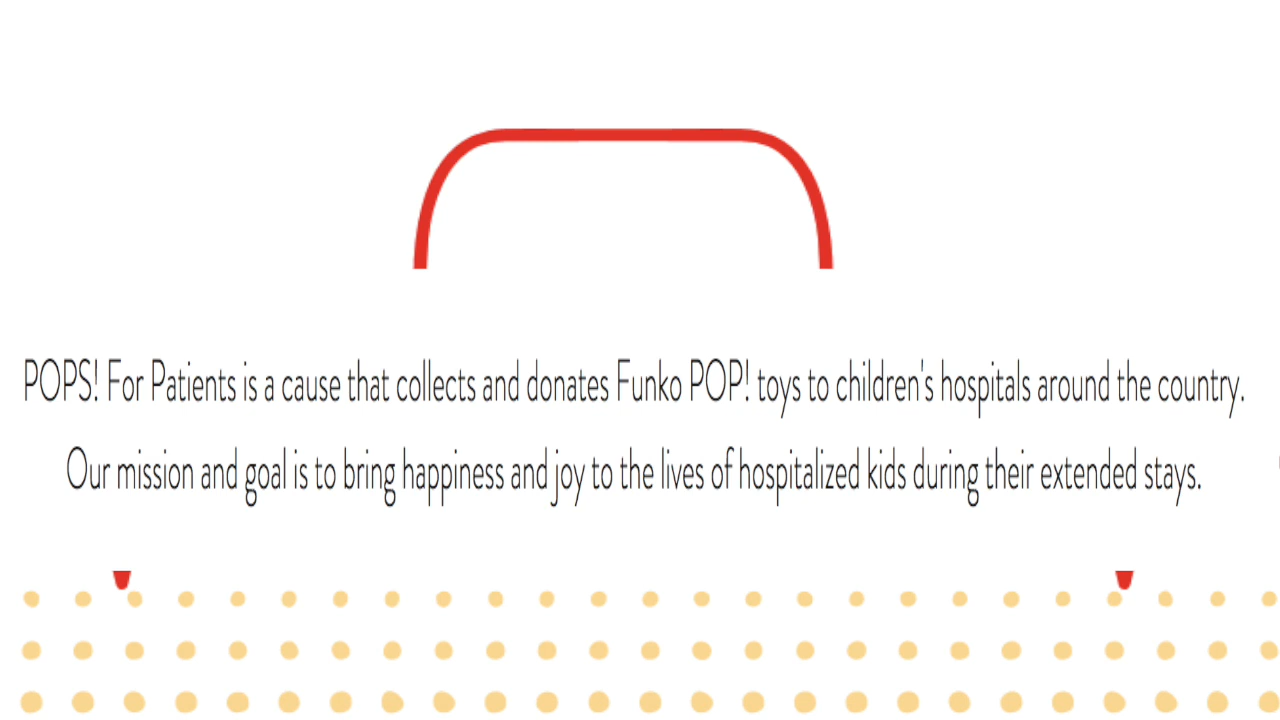 POPS! For Patients is a cause that collects and donates Funko POP! toys to children's hospitals around the country.
Our mission and goal is to bring happiness and joy to the lives of hospitalized kids during their extended stays.